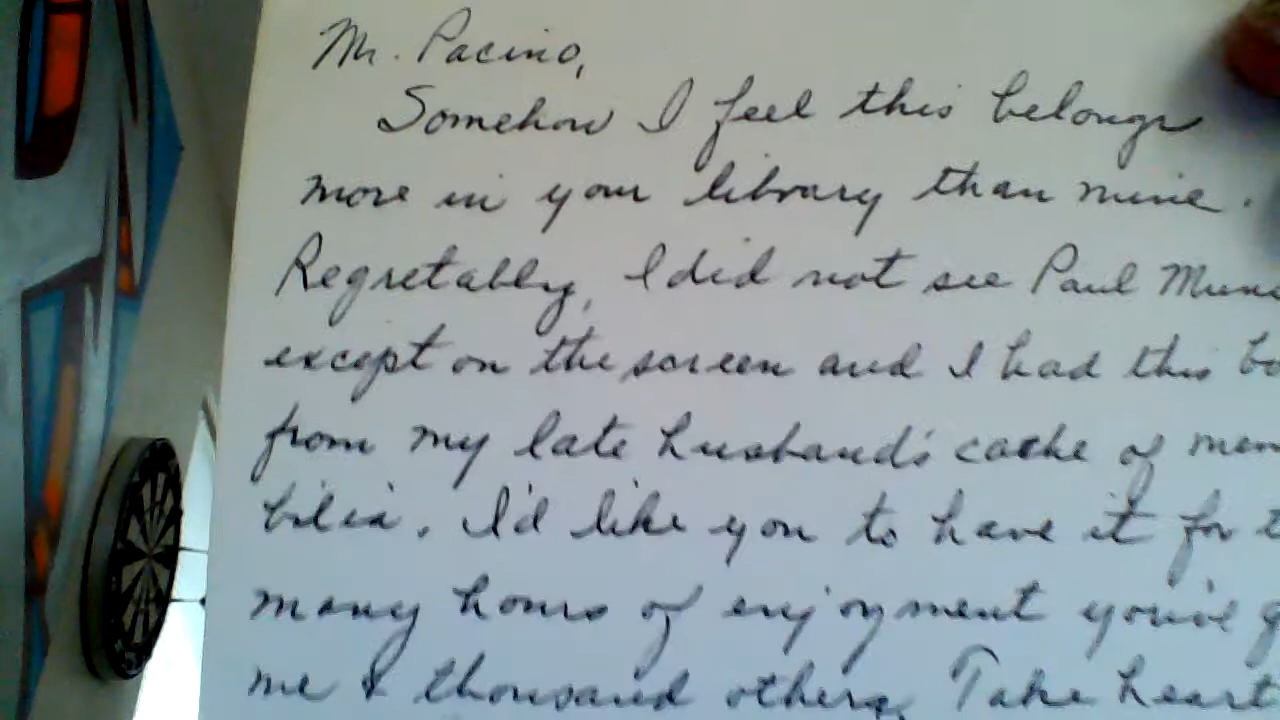 Mr. Pacino,
Somehow I feel this belongs
more in your library than mine.
Regretably, I did not see Paul Muni
except on the screen and I had this
from my late husband's cache of mem
bilia. I'd like you to have it for
many hours of enjoyment you've
me & thousand others. Take heart